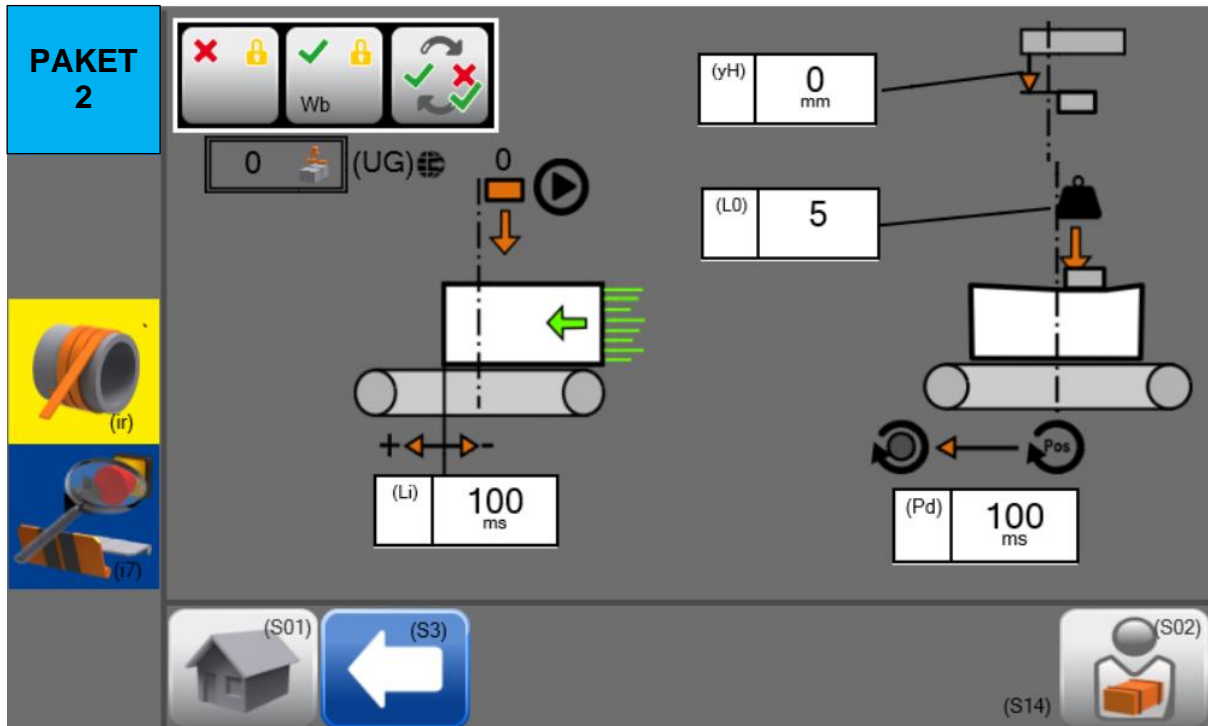 PAKET
2
Wb
0
(UG)
0
(yH)
0
mm
(L0)
5
+
-
(Li)
100
ms
Pos
(Pd)
100
ms
(ir)
(i7)
(S01)
(S3)
(S14)
(S02)